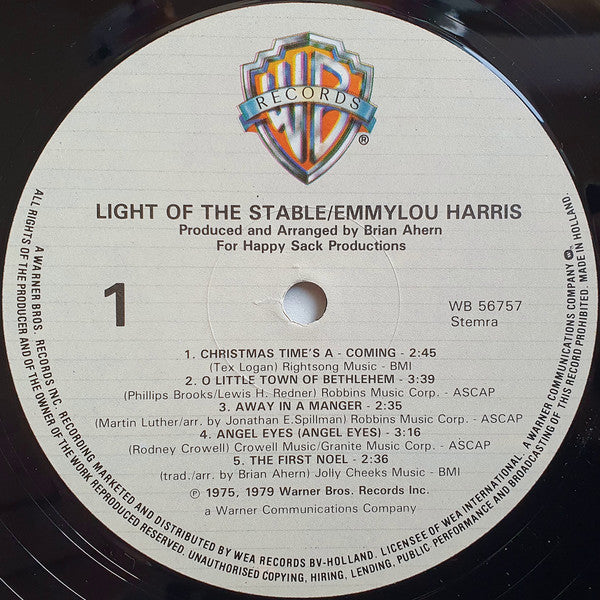 WB
RECORDS
®
LIGHT OF THE STABLE/EMMYLOU HARRIS
Produced and Arranged by Brian Ahern
For Happy Sack Productions
1
WB 56757
Stemra
1. CHRISTMAS TIME'S A - COMING - 2:45
(Tex Logan) Rightsong Music - BMI
2. O LITTLE TOWN OF BETHLEHEM - 3:39
(Phillips Brooks/Lewis H. Redner) Robbins Music Corp. - ASCAP
3. AWAY IN A MANGER - 2:35
(Martin Luther/arr. by Jonathan E.Spillman) Robbins Music Corp. - ASCAP
4. ANGEL EYES (ANGEL EYES) - 3:16
(Rodney Crowell) Crowell Music/Granite Music Corp. - ASCAP
5. THE FIRST NOEL - 2:36
(trad./arr. by Brian Ahern) Jolly Cheeks Music - BMI
℗ 1975, 1979 Warner Bros. Records Inc.
a Warner Communications Company
A WARNER BROS. RECORDS INC. RECORDING MARKETED AND DISTRIBUTED BY WEA RECORDS BV-HOLLAND. LICENSEE OF WEA INTERNATIONAL. A WARNER COMMUNICATIONS COMPANY
ALL RIGHTS OF THE PRODUCER AND OF THE OWNER OF THE WORK REPRODUCED RESERVED. UNAUTHORISED COPYING, HIRING, LENDING, PUBLIC PERFORMANCE AND BROADCASTING OF THIS RECORD PROHIBITED. MADE IN HOLLAND.